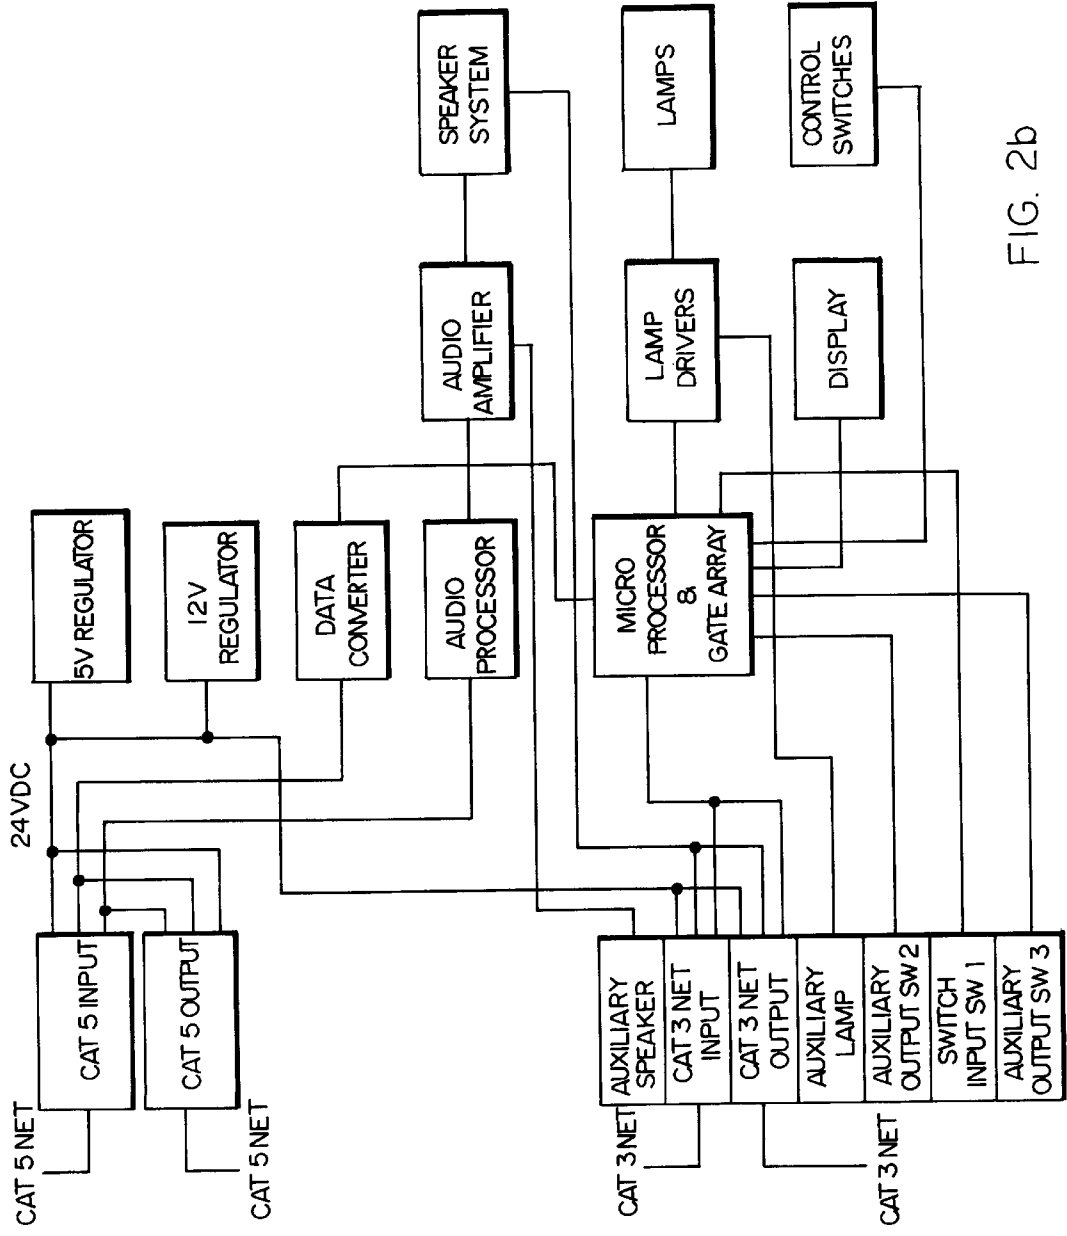 CAT 5 NET
CAT 5 NET
CAT 5 INPUT
CAT 5 OUTPUT
24VDC
5V REGULATOR
12V
REGULATOR
DATA
CONVERTER
AUDIO
PROCESSOR
AUDIO
AMPLIFIER
SPEAKER
SYSTEM
CAT 3 NET
CAT 3 NET
AUXILIARY
SPEAKER
CAT 3 NET
INPUT
CAT 3 NET
OUTPUT
AUXILIARY
LAMP
AUXILIARY
OUTPUT SW 2
SWITCH
INPUT SW 1
AUXILIARY
OUTPUT SW 3
MICRO
PROCESSOR
&
GATE ARRAY
LAMP
DRIVERS
LAMPS
DISPLAY
CONTROL
SWITCHES
FIG. 2b